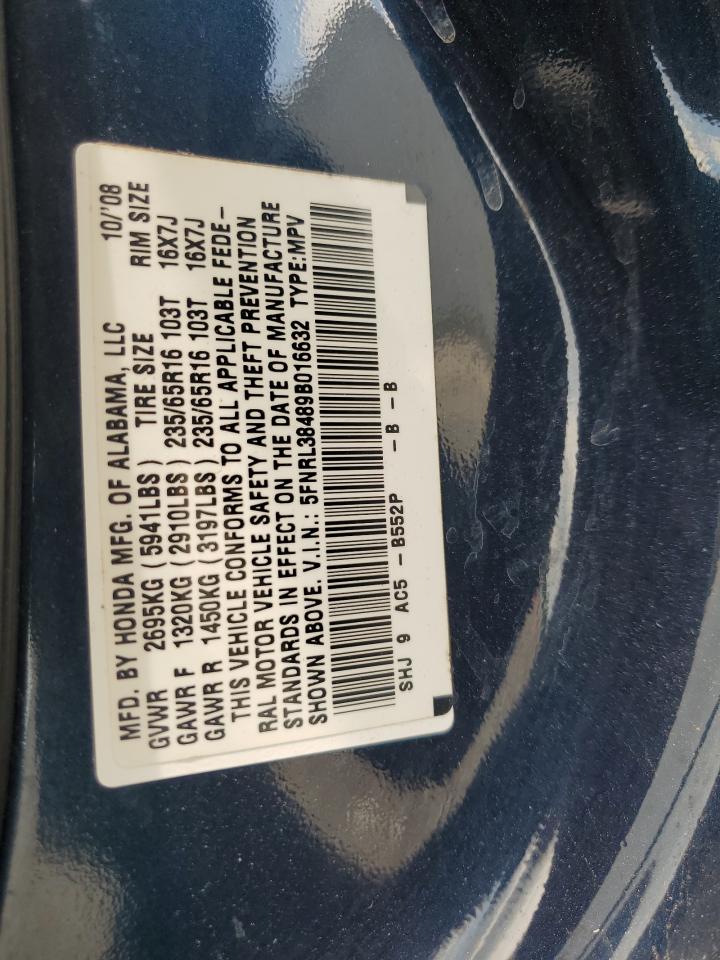 MFD. BY HONDA MFG. OF ALABAMA, LLC 10/'08
GVWR 2695KG (5941LBS) TIRE SIZE RIM SIZE
GAWR F 1320KG (2910LBS) 235/65R16 103T 16X7J
GAWR R 1450KG (3197LBS) 235/65R16 103T 16X7J
THIS VEHICLE CONFORMS TO ALL APPLICABLE FEDE-
RAL MOTOR VEHICLE SAFETY AND THEFT PREVENTION
STANDARDS IN EFFECT ON THE DATE OF MANUFACTURE
SHOWN ABOVE. V.I.N.: 5FNRL38489B016632 TYPE:MPV
SHJ 9 AC5 - B552P - B - B